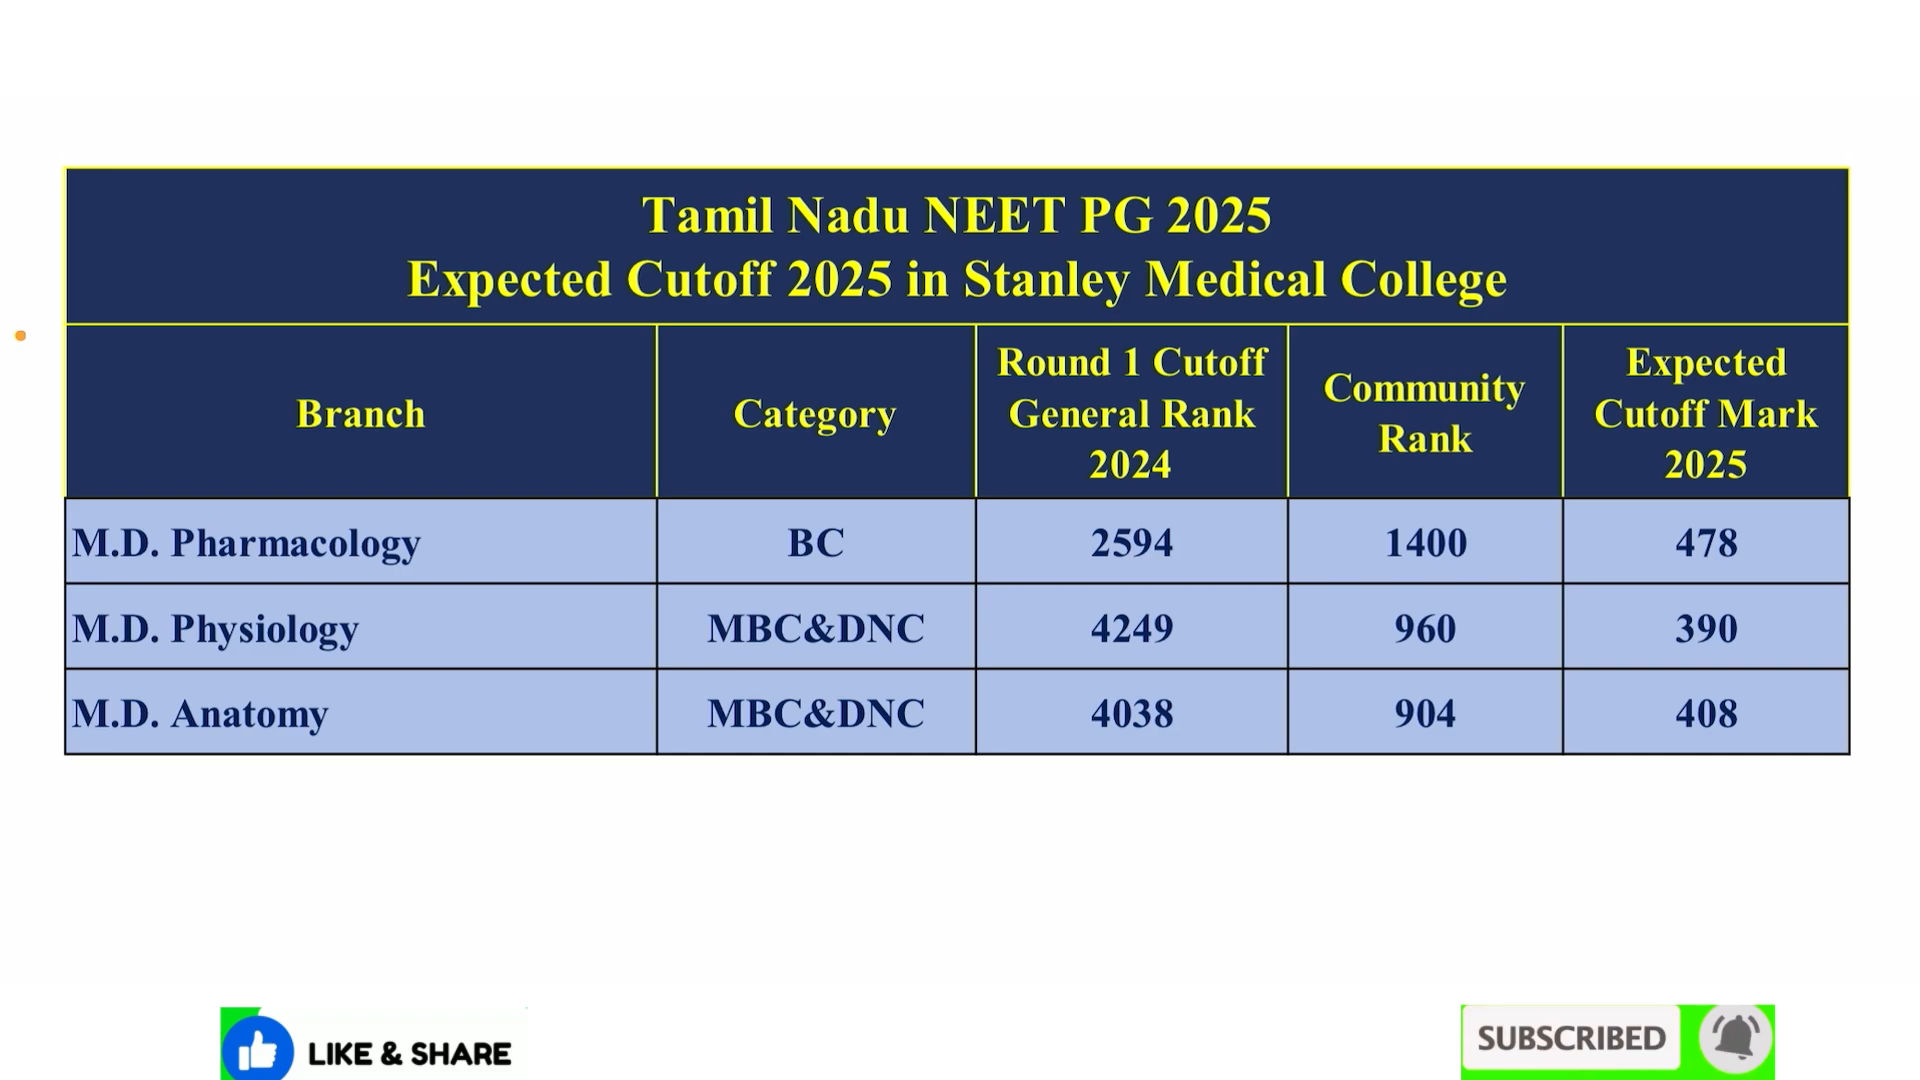 Tamil Nadu NEET PG 2025
Expected Cutoff 2025 in Stanley Medical College
Branch
Category
Round 1 Cutoff
General Rank
2024
Community
Rank
Expected
Cutoff Mark
2025
M.D. Pharmacology BC 2594 1400 478
M.D. Physiology MBC&DNC 4249 960 390
M.D. Anatomy MBC&DNC 4038 904 408
LIKE & SHARE
SUBSCRIBED